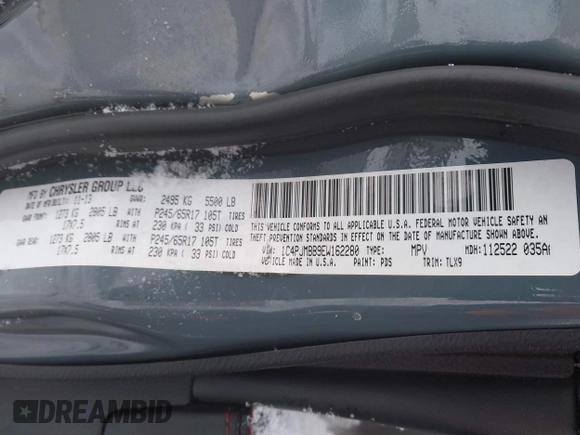 MFD BY CHRYSLER GROUP LLC
DATE OF MFR 11-13 GVWR: 2495 KG 5500 LB
GAWR FRONT 1273 KG 2805 LB WITH P245/65R17 105T TIRES
17X7.5 RIMS AT 230 KPA ( 33 PSI) COLD
GAWR REAR 1273 KG 2805 LB WITH P245/65R17 105T TIRES
17X7.5 RIMS AT 230 KPA ( 33 PSI) COLD
THIS VEHICLE CONFORMS TO ALL APPLICABLE U.S.A. FEDERAL MOTOR VEHICLE SAFETY AN
THEFT PREVENTION STANDARDS IN EFFECT ON THE DATE OF MANUFACTURE SHOWN ABOVE.
VIN: 1C4PJMBB9EW162280 TYPE: MPV MDH: 112522 035A
VEHICLE MADE IN U.S.A. PAINT: PDS TRIM: TLX9
DREAMBID